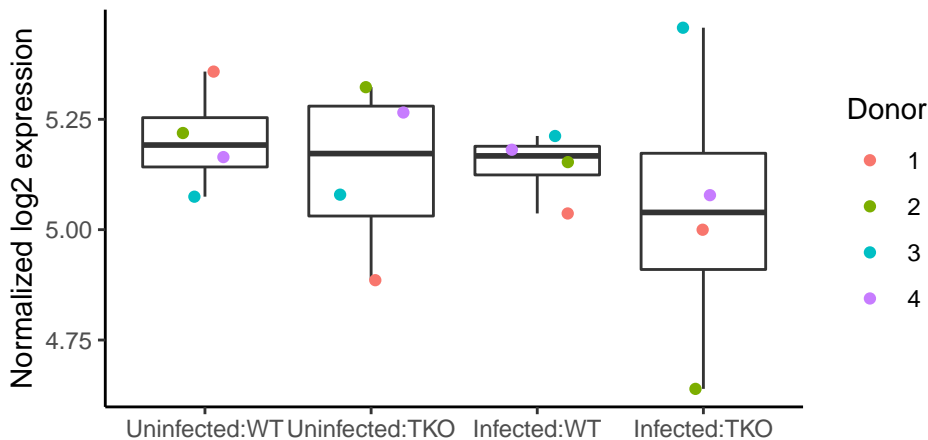 Normalized log2 expression
5.25
5.00
4.75
Uninfected:WT
Uninfected:TKO
Infected:WT
Infected:TKO
Donor
1
2
3
4